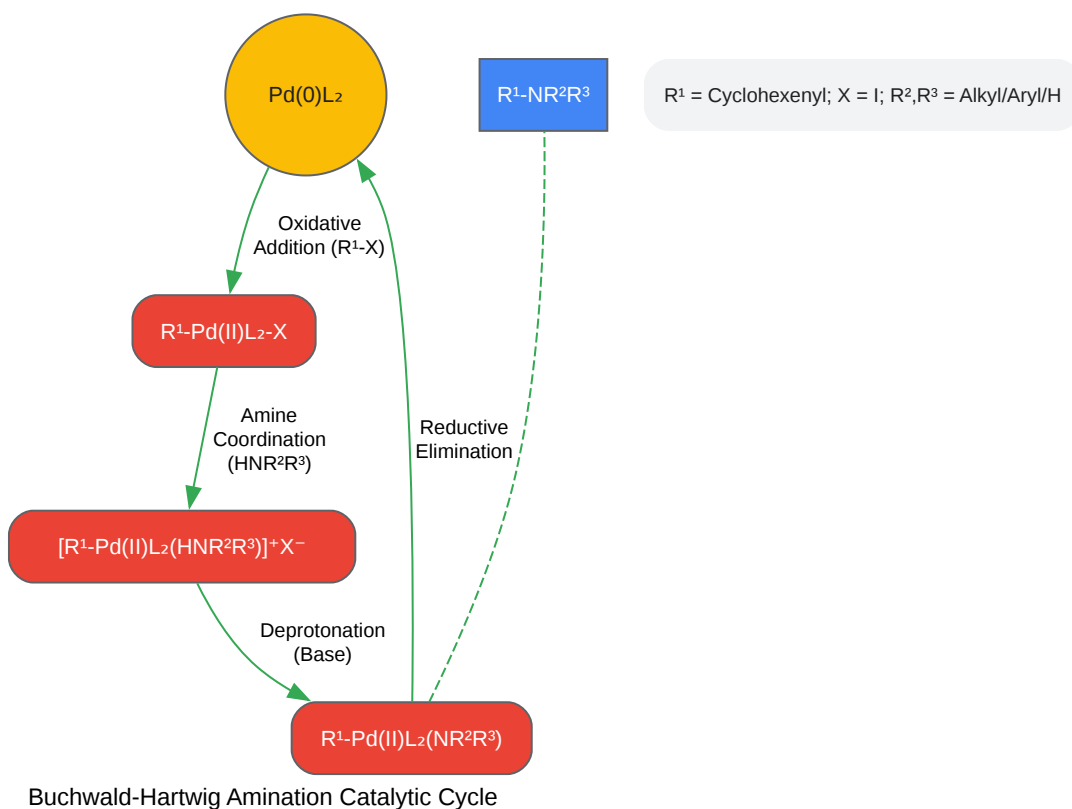 Pd(0)L₂
R¹-NR²R³
R¹ = Cyclohexenyl; X = I; R²,R³ = Alkyl/Aryl/H
Oxidative
Addition (R¹-X)
R¹-Pd(II)L₂-X
Amine
Coordination
(HNR²R³)
Reductive
Elimination
[R¹-Pd(II)L₂(HNR²R³)]⁺X⁻
Deprotonation
(Base)
R¹-Pd(II)L₂(NR²R³)
Buchwald-Hartwig Amination Catalytic Cycle